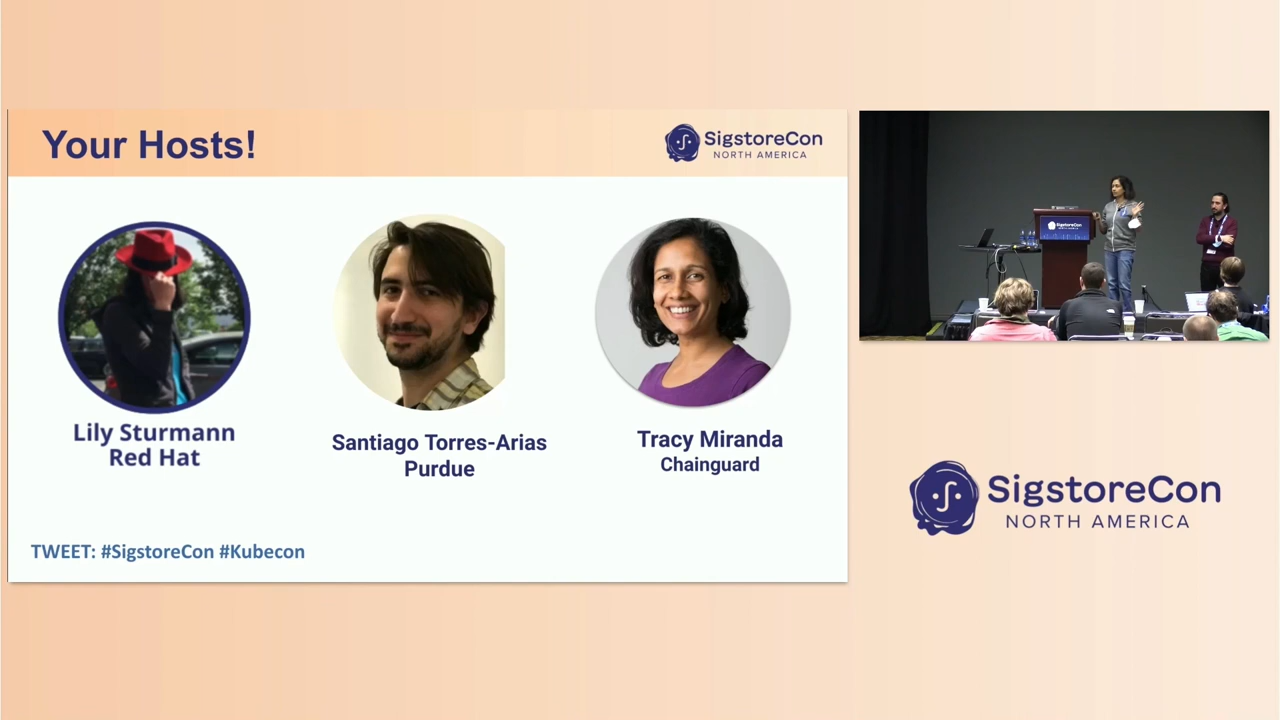 Your Hosts!
SigstoreCon
NORTH AMERICA
Lily Sturmann
Red Hat
Santiago Torres-Arias
Purdue
Tracy Miranda
Chainguard
TWEET: #SigstoreCon #Kubecon
SigstoreCon
SigstoreCon
NORTH AMERICA